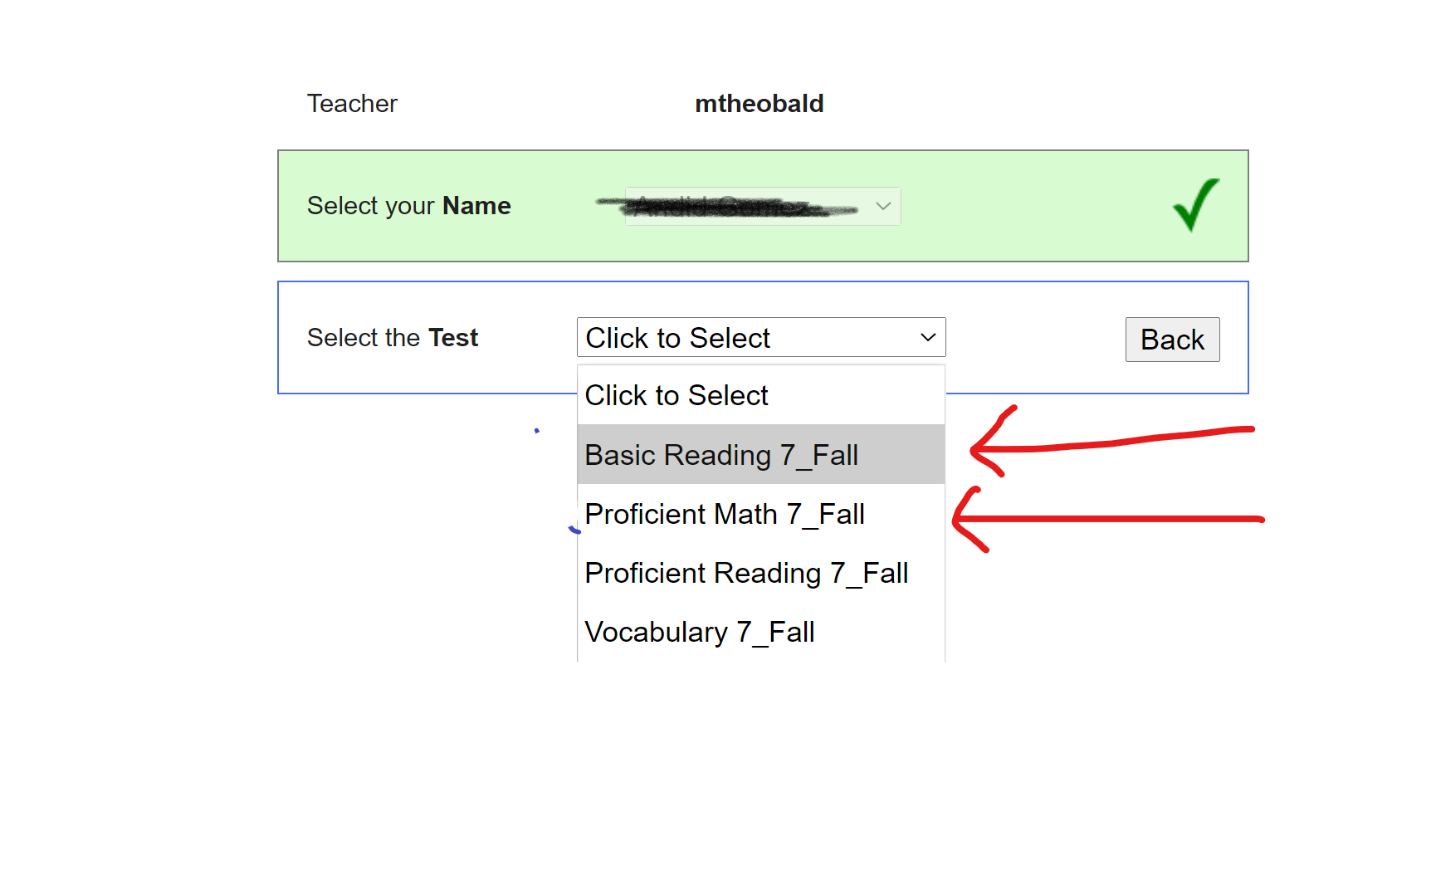 Teacher mtheobald
Select your Name
Select the Test Click to Select Back
Click to Select
Basic Reading 7_Fall
Proficient Math 7_Fall
Proficient Reading 7_Fall
Vocabulary 7_Fall